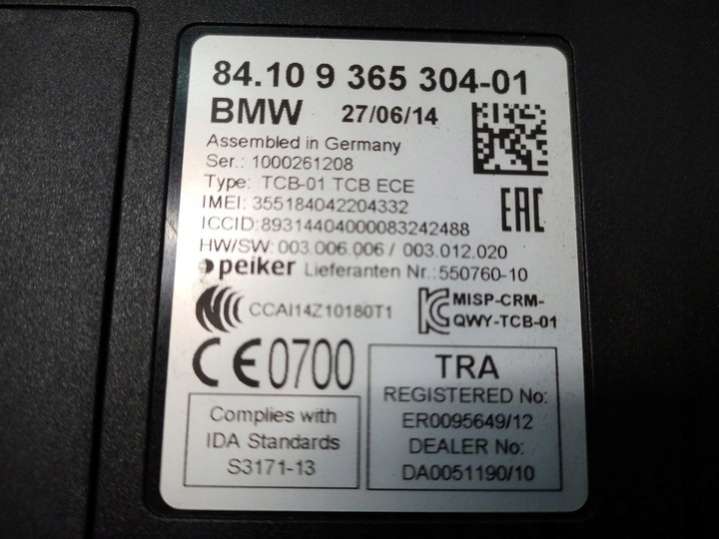 84.10 9 365 304-01
BMW 27/06/14
Assembled in Germany
Ser.: 1000261208
Type: TCB-01 TCB ECE
IMEI: 355184042204332
ICCID:89314404000083242488
HW/SW: 003.006.006 / 003.012.020
peiker Lieferanten Nr.:550760-10
EAC
CCAI14Z10180T1
MISP-CRM-
QWY-TCB-01
CE0700
Complies with
IDA Standards
S3171-13
TRA
REGISTERED No:
ER0095649/12
DEALER No:
DA0051190/10